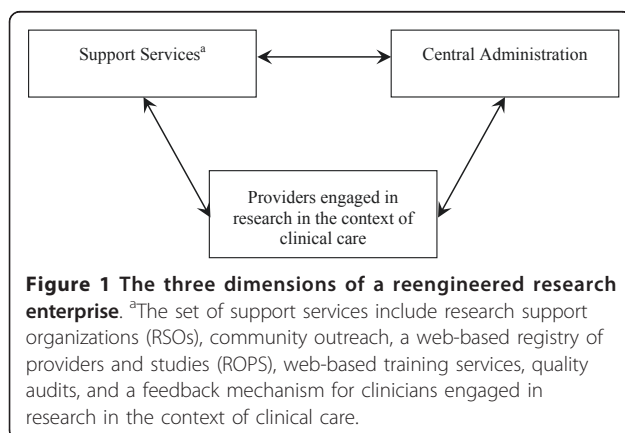 Support Servicesª
Central Administration
Providers engaged in
research in the context of
clinical care
Figure 1 The three dimensions of a reengineered research
enterprise. ªThe set of support services include research support
organizations (RSOs), community outreach, a web-based registry of
providers and studies (ROPS), web-based training services, quality
audits, and a feedback mechanism for clinicians engaged in
research in the context of clinical care.